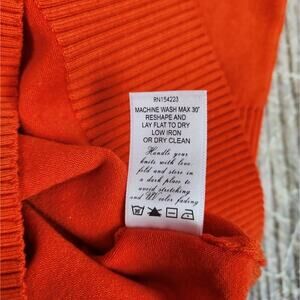 RN154223
MACHINE WASH MAX 30°
RESHAPE AND
LAY FLAT TO DRY
LOW IRON
OR DRY CLEAN
Handle your
knits with love,
fold and store in
a dark place to
avoid stretching
and UV color fading